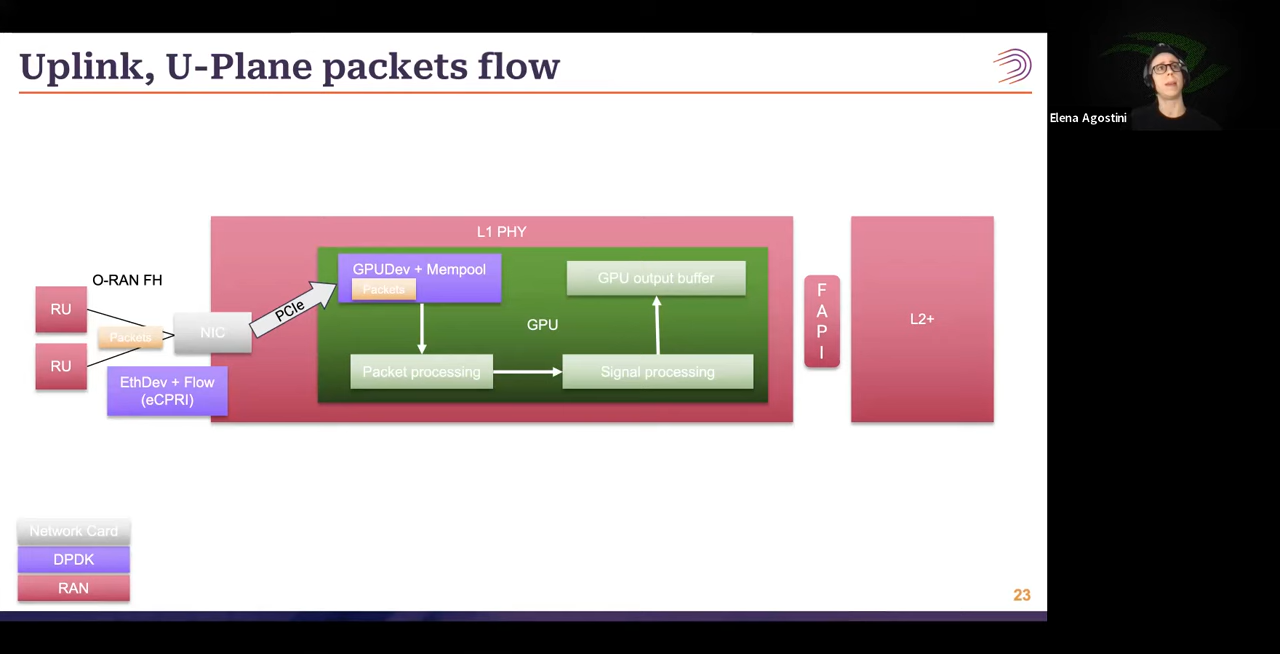 Uplink, U-Plane packets flow
Elena Agostini
L1 PHY
O-RAN FH
GPUDev + Mempool
Packets
GPU output buffer
RU
Packets
NIC
PCIe
GPU
F
A
P
I
L2+
RU
EthDev + Flow
(eCPRI)
Packet processing
Signal processing
Network Card
DPDK
RAN
23